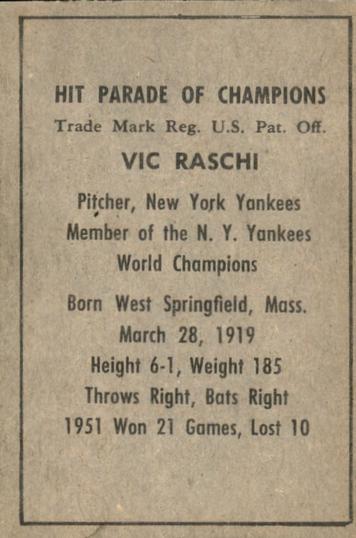 HIT PARADE OF CHAMPIONS
Trade Mark Reg. U.S. Pat. Off.
VIC RASCHI
Pitcher, New York Yankees
Member of the N. Y. Yankees
World Champions
Born West Springfield, Mass.
March 28, 1919
Height 6-1, Weight 185
Throws Right, Bats Right
1951 Won 21 Games, Lost 10